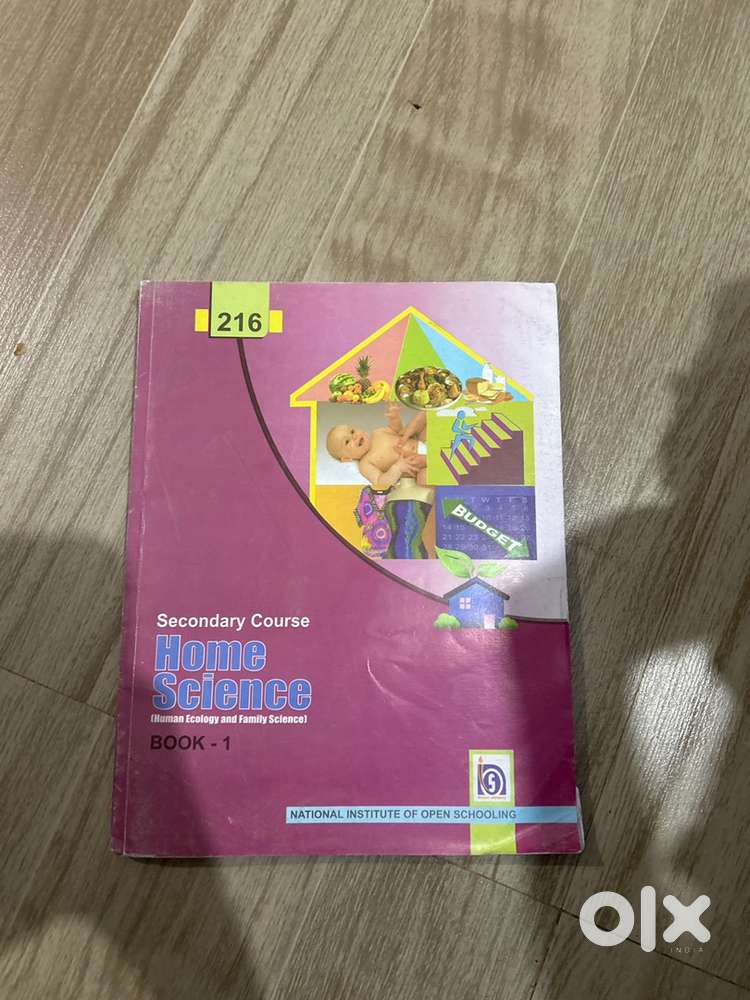 216
BUDGET
Secondary Course
Home
Science
(Human Ecology and Family Science)
BOOK - 1
NATIONAL INSTITUTE OF OPEN SCHOOLING
olx
INDIA